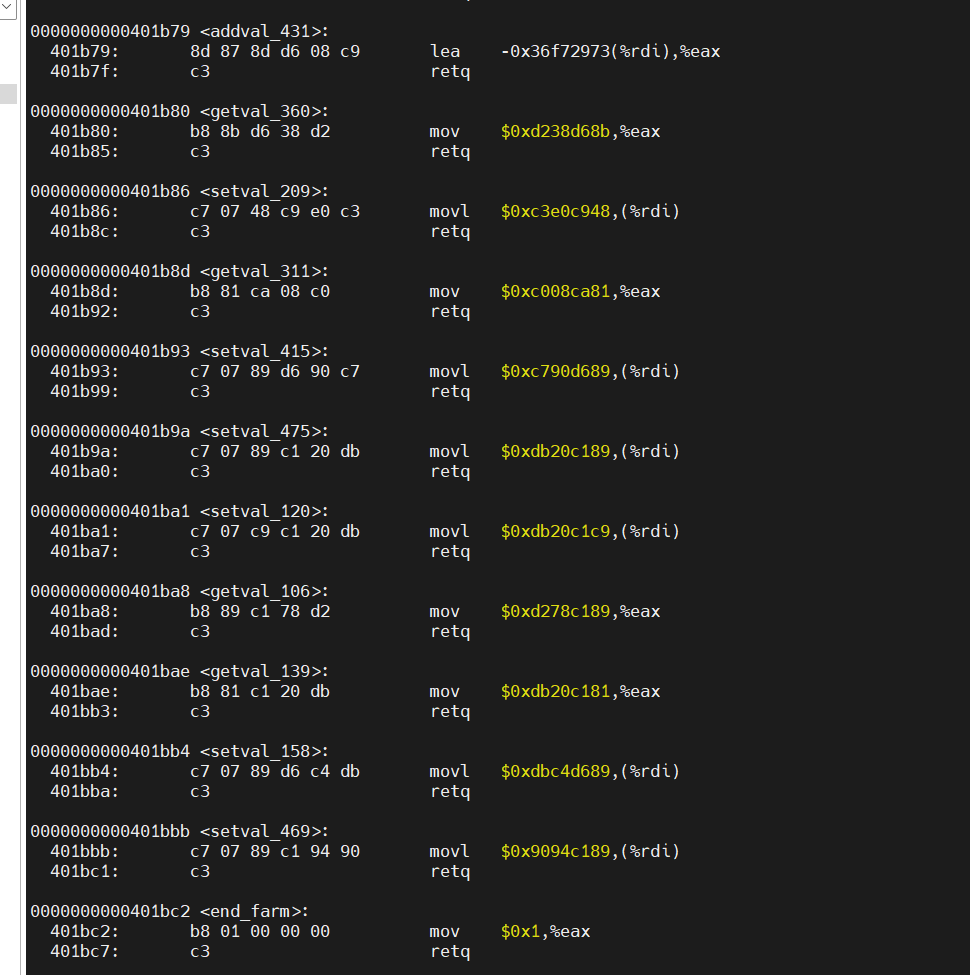 0000000000401b79 <addval_431>:
  401b79:       8d 87 8d d6 08 c9       lea    -0x36f72973(%rdi),%eax
  401b7f:       c3                      retq

0000000000401b80 <getval_360>:
  401b80:       b8 8b d6 38 d2          mov    $0xd238d68b,%eax
  401b85:       c3                      retq

0000000000401b86 <setval_209>:
  401b86:       c7 07 48 c9 e0 c3       movl   $0xc3e0c948,(%rdi)
  401b8c:       c3                      retq

0000000000401b8d <getval_311>:
  401b8d:       b8 81 ca 08 c0          mov    $0xc008ca81,%eax
  401b92:       c3                      retq

0000000000401b93 <setval_415>:
  401b93:       c7 07 89 d6 90 c7       movl   $0xc790d689,(%rdi)
  401b99:       c3                      retq

0000000000401b9a <setval_475>:
  401b9a:       c7 07 89 c1 20 db       movl   $0xdb20c189,(%rdi)
  401ba0:       c3                      retq

0000000000401ba1 <setval_120>:
  401ba1:       c7 07 c9 c1 20 db       movl   $0xdb20c1c9,(%rdi)
  401ba7:       c3                      retq

0000000000401ba8 <getval_106>:
  401ba8:       b8 89 c1 78 d2          mov    $0xd278c189,%eax
  401bad:       c3                      retq

0000000000401bae <getval_139>:
  401bae:       b8 81 c1 20 db          mov    $0xdb20c181,%eax
  401bb3:       c3                      retq

0000000000401bb4 <setval_158>:
  401bb4:       c7 07 89 d6 c4 db       movl   $0xdbc4d689,(%rdi)
  401bba:       c3                      retq

0000000000401bbb <setval_469>:
  401bbb:       c7 07 89 c1 94 90       movl   $0x9094c189,(%rdi)
  401bc1:       c3                      retq

0000000000401bc2 <end_farm>:
  401bc2:       b8 01 00 00 00          mov    $0x1,%eax
  401bc7:       c3                      retq